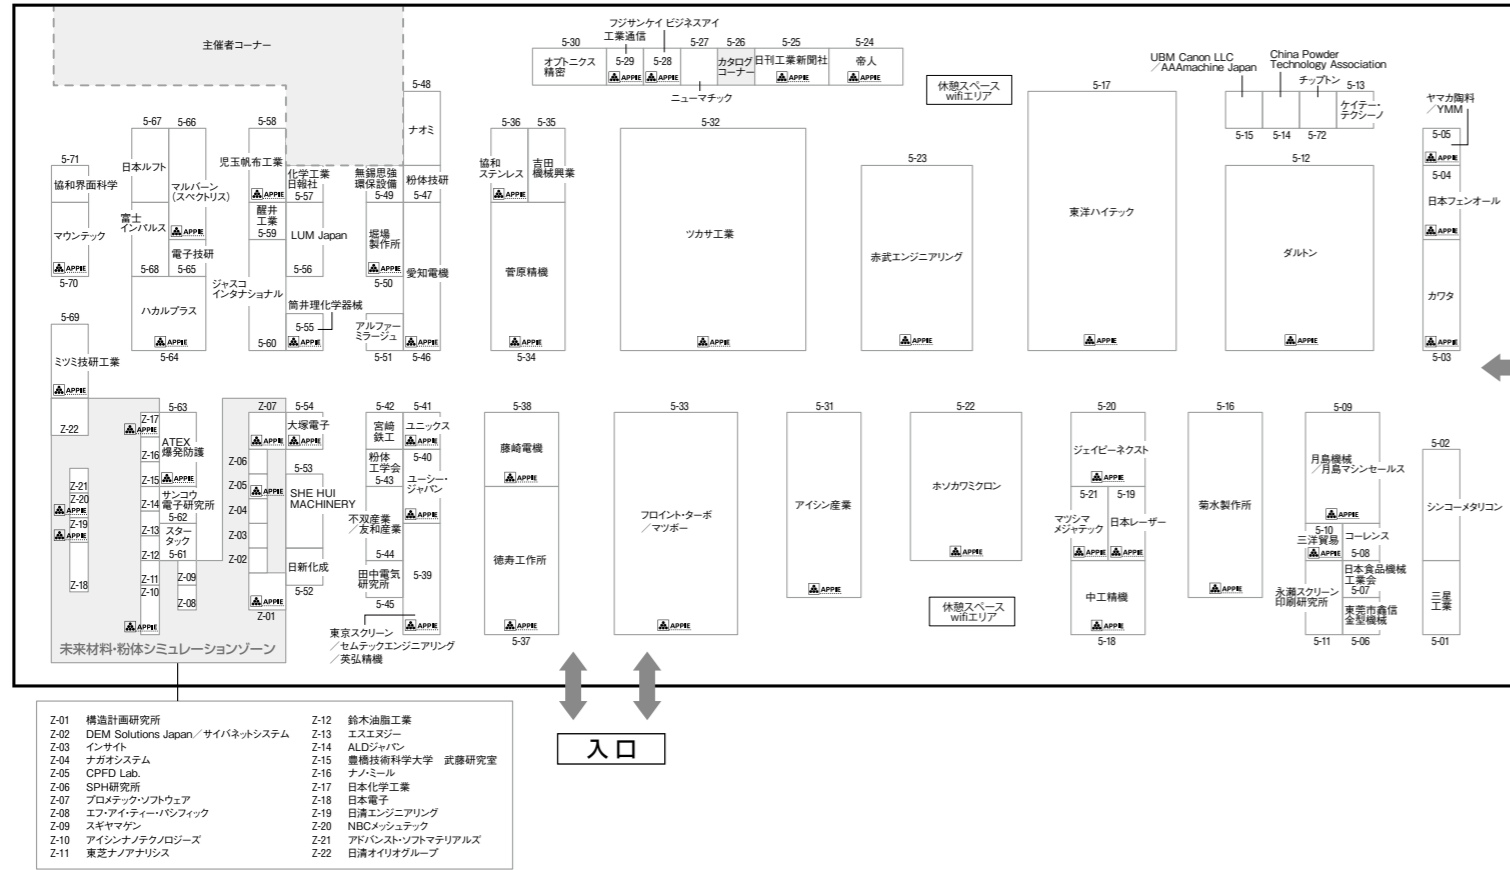 主催者コーナー
フジサンケイ ビジネスアイ
工業通信
5-30
5-27
5-26
5-25
5-24
オプトニクス
精密
5-29
APPIE
5-28
APPIE
カタログ
コーナー
日刊工業新聞社
APPIE
帝人
APPIE
ニューマチック
休憩スペース
wifiエリア
5-17
UBM Canon LLC
/AAAmachine Japan
China Powder
Technology Association
チップトン
5-13
ケイテー・
テクシーノ
5-15
5-14
5-72
ヤマカ陶料
/YMM
5-05
APPIE
5-04
日本フェンオール
APPIE
カワタ
APPIE
5-03
5-48
ナオミ
粉体技研
5-47
5-67
5-66
5-58
日本ルフト
マルバーン
(スペクトリス)
APPIE
児玉帆布工業
APPIE
化学工業
日報社
5-57
無錫思強
環保設備
5-49
5-71
協和界面科学
マウンテック
APPIE
5-70
富士
インパルス
5-68
電子技研
5-65
醒井
工業
5-59
LUM Japan
5-56
堀場
製作所
APPIE
5-50
愛知電機
APPIE
5-46
ハカルプラス
APPIE
5-64
ジャスコ
インタナショナル
5-60
筒井理化学器械
5-55
APPIE
アルファー
ミラージュ
5-51
5-36
5-35
協和
ステンレス
APPIE
吉田
機械興業
菅原精機
APPIE
5-34
5-32
ツカサ工業
APPIE
5-23
赤武エンジニアリング
APPIE
東洋ハイテック
APPIE
5-12
ダルトン
APPIE
5-69
ミツミ技研工業
APPIE
Z-22
5-63
Z-17
APPIE
ATEX
爆発防護
APPIE
Z-16
Z-15
サンコウ
電子研究所
5-62
Z-14
スター
タック
5-61
Z-13
Z-12
Z-11
Z-10
APPIE
Z-09
Z-08
Z-21
Z-20
APPIE
Z-19
APPIE
Z-18
Z-07
APPIE
Z-06
Z-05
APPIE
Z-04
Z-03
Z-02
APPIE
Z-01
5-54
大塚電子
APPIE
5-53
SHE HUI
MACHINERY
日新化成
5-52
未来材料・粉体シミュレーションゾーン
5-42
宮崎
鉄工
粉体
工学会
5-43
不双産業
/友和産業
5-44
田中電気
研究所
5-45
5-41
ユニックス
APPIE
5-40
ユーシー・
ジャパン
APPIE
5-39
APPIE
東京スクリーン
/セムテックエンジニアリング
/英弘精機
5-38
藤崎電機
APPIE
徳寿工作所
APPIE
5-37
5-33
フロイント・ターボ
/マツボー
APPIE
5-31
アイシン産業
APPIE
5-22
ホソカワミクロン
APPIE
休憩スペース
wifiエリア
5-20
ジェイピーネクスト
APPIE
5-21
5-19
マツシマ
メジャテック
APPIE
日本レーザー
APPIE
中工精機
APPIE
5-18
5-16
菊水製作所
APPIE
5-09
月島機械
/月島マシンセールス
APPIE
5-10
三洋貿易
APPIE
コーレンス
5-08
永瀬スクリーン
印刷研究所
5-11
日本食品機械
工業会
5-07
東莞市鑫信
金型機械
5-06
5-02
シンコーメタリコン
三星
工業
5-01
入口
Z-01 構造計画研究所
Z-02 DEM Solutions Japan/サイバネットシステム
Z-03 インサイト
Z-04 ナガオシステム
Z-05 CPFD Lab.
Z-06 SPH研究所
Z-07 プロメテック・ソフトウェア
Z-08 エフ・アイ・ティー・パシフィック
Z-09 スギヤマゲン
Z-10 アイシンナノテクノロジーズ
Z-11 東芝ナノアナリシス
Z-12 鈴木油脂工業
Z-13 エスエヌジー
Z-14 ALDジャパン
Z-15 豊橋技術科学大学 武藤研究室
Z-16 ナノ・ミール
Z-17 日本化学工業
Z-18 日本電子
Z-19 日清エンジニアリング
Z-20 NBCメッシュテック
Z-21 アドバンスト・ソフトマテリアルズ
Z-22 日清オイリオグループ